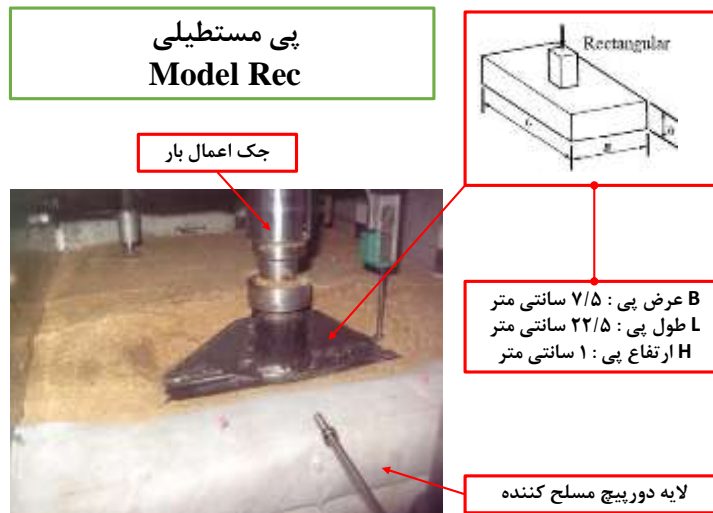 پی مستطیلی
Model Rec
Rectangular
L
B
H
جک اعمال بار
B عرض پی : ۷/۵ سانتی متر
L طول پی : ۲۲/۵ سانتی متر
H ارتفاع پی : ۱ سانتی متر
لایه دورپیچ مسلح کننده